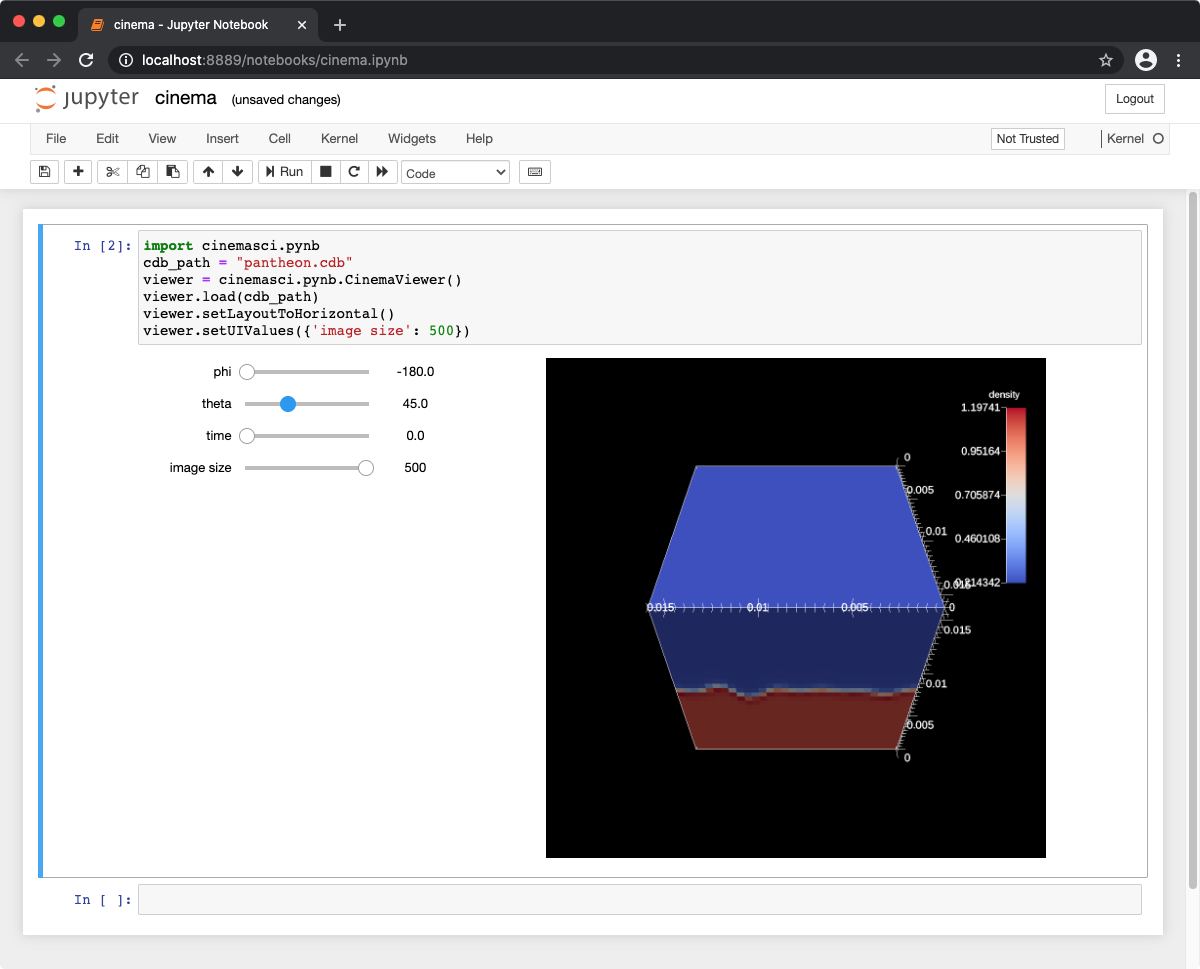 cinema - Jupyter Notebook
localhost:8889/notebooks/cinema.ipynb
jupyter cinema (unsaved changes) Logout
File Edit View Insert Cell Kernel Widgets Help Not Trusted Kernel
Run Code
In [2]: import cinemasci.pynb
cdb_path = "pantheon.cdb"
viewer = cinemasci.pynb.CinemaViewer()
viewer.load(cdb_path)
viewer.setLayoutToHorizontal()
viewer.setUIValues({'image size': 500})
phi -180.0
theta 45.0
time 0.0
image size 500
density
1.19741
0.95164
0.705874
0.460108
0.214342
0
0.005
0.01
0.015
0.015 0.01 0.005 0
0.015
0.01
0.005
0
In [ ]: